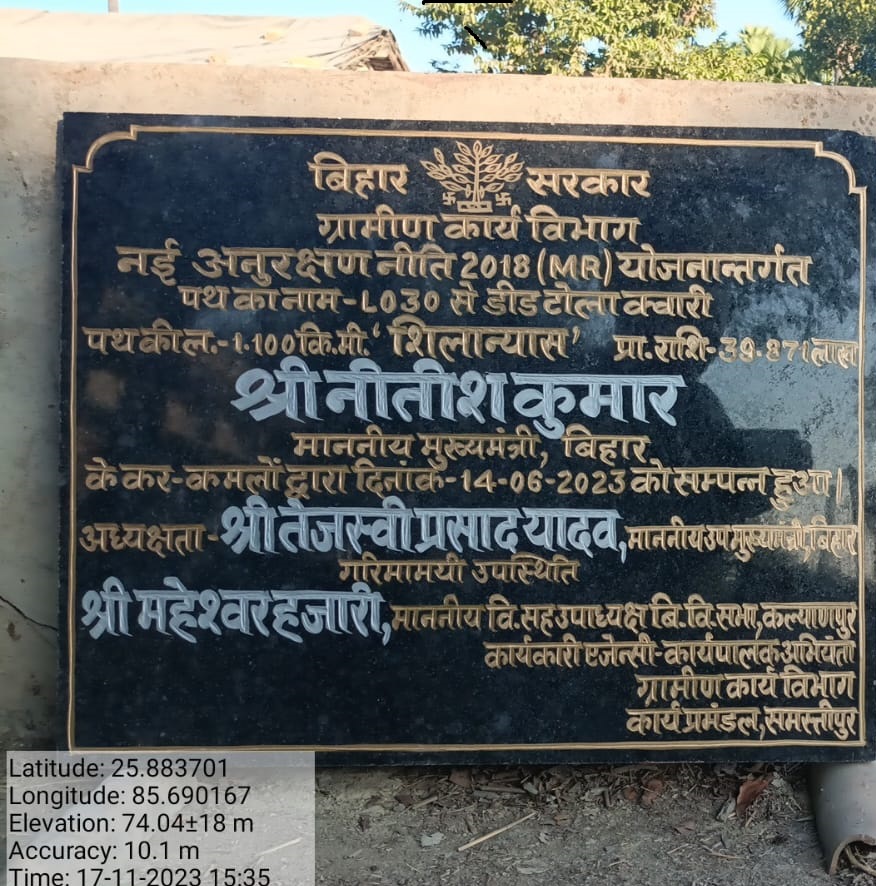 बिहार सरकार
ग्रामीण कार्य विभाग
नई अनुरक्षण नीति 2018 (MR) योजनान्तर्गत
पथ का नाम-L030 से डीड टोला क्वारी
पथ की ल.-1.100 कि.मी. 'शिलान्यास' प्रा. राशि-39.871 लाख
श्री नीतीश कुमार
माननीय मुख्यमंत्री, बिहार
के कर-कमलों द्वारा दिनांक-14-06-2023 को सम्पन्न हुआ।
अध्यक्षता-श्री तेजस्वी प्रसाद यादव, माननीय उप मुख्यमंत्री, बिहार
गरिमामयी उपस्थिति
श्री महेश्वर हजारी, माननीय वि. सह उपाध्यक्ष बि. वि. सभा, कल्याणपुर
कार्यकारी एजेन्सी-कार्यपालक अभियंता
ग्रामीण कार्य विभाग
कार्य प्रमंडल, समस्तीपुर
Latitude: 25.883701
Longitude: 85.690167
Elevation: 74.04±18 m
Accuracy: 10.1 m
Time: 17-11-2023 15:35